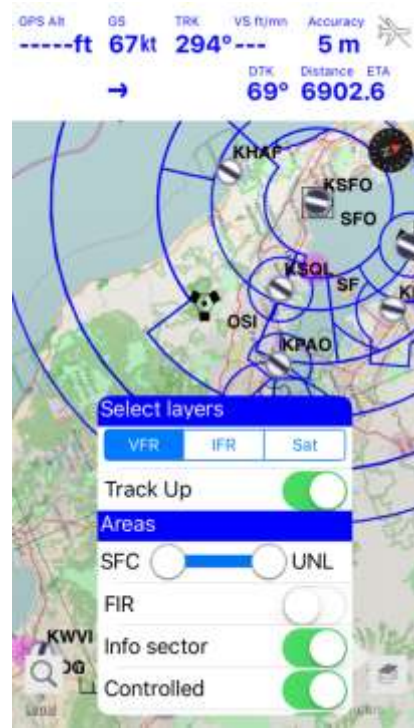 GPS Alt GS TRK VS ft/mn Accuracy
-----ft 67kt 294° --- 5 m
DTK Distance ETA
→ 69° 6902.6
KHAF
KSFO
SFO
KSQL SF
OSI
KPAO
Select layers
VFR IFR Sat
Track Up
Areas
SFC UNL
FIR
KWVI
Info sector
Controlled